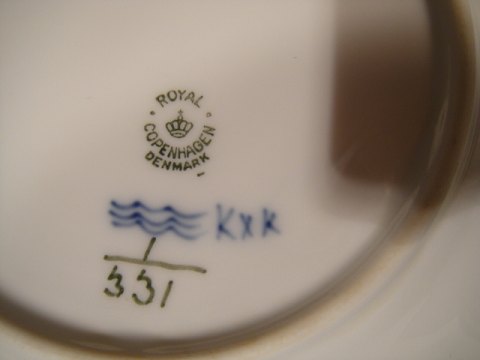 ROYAL
COPENHAGEN
DENMARK
KXK
1
331